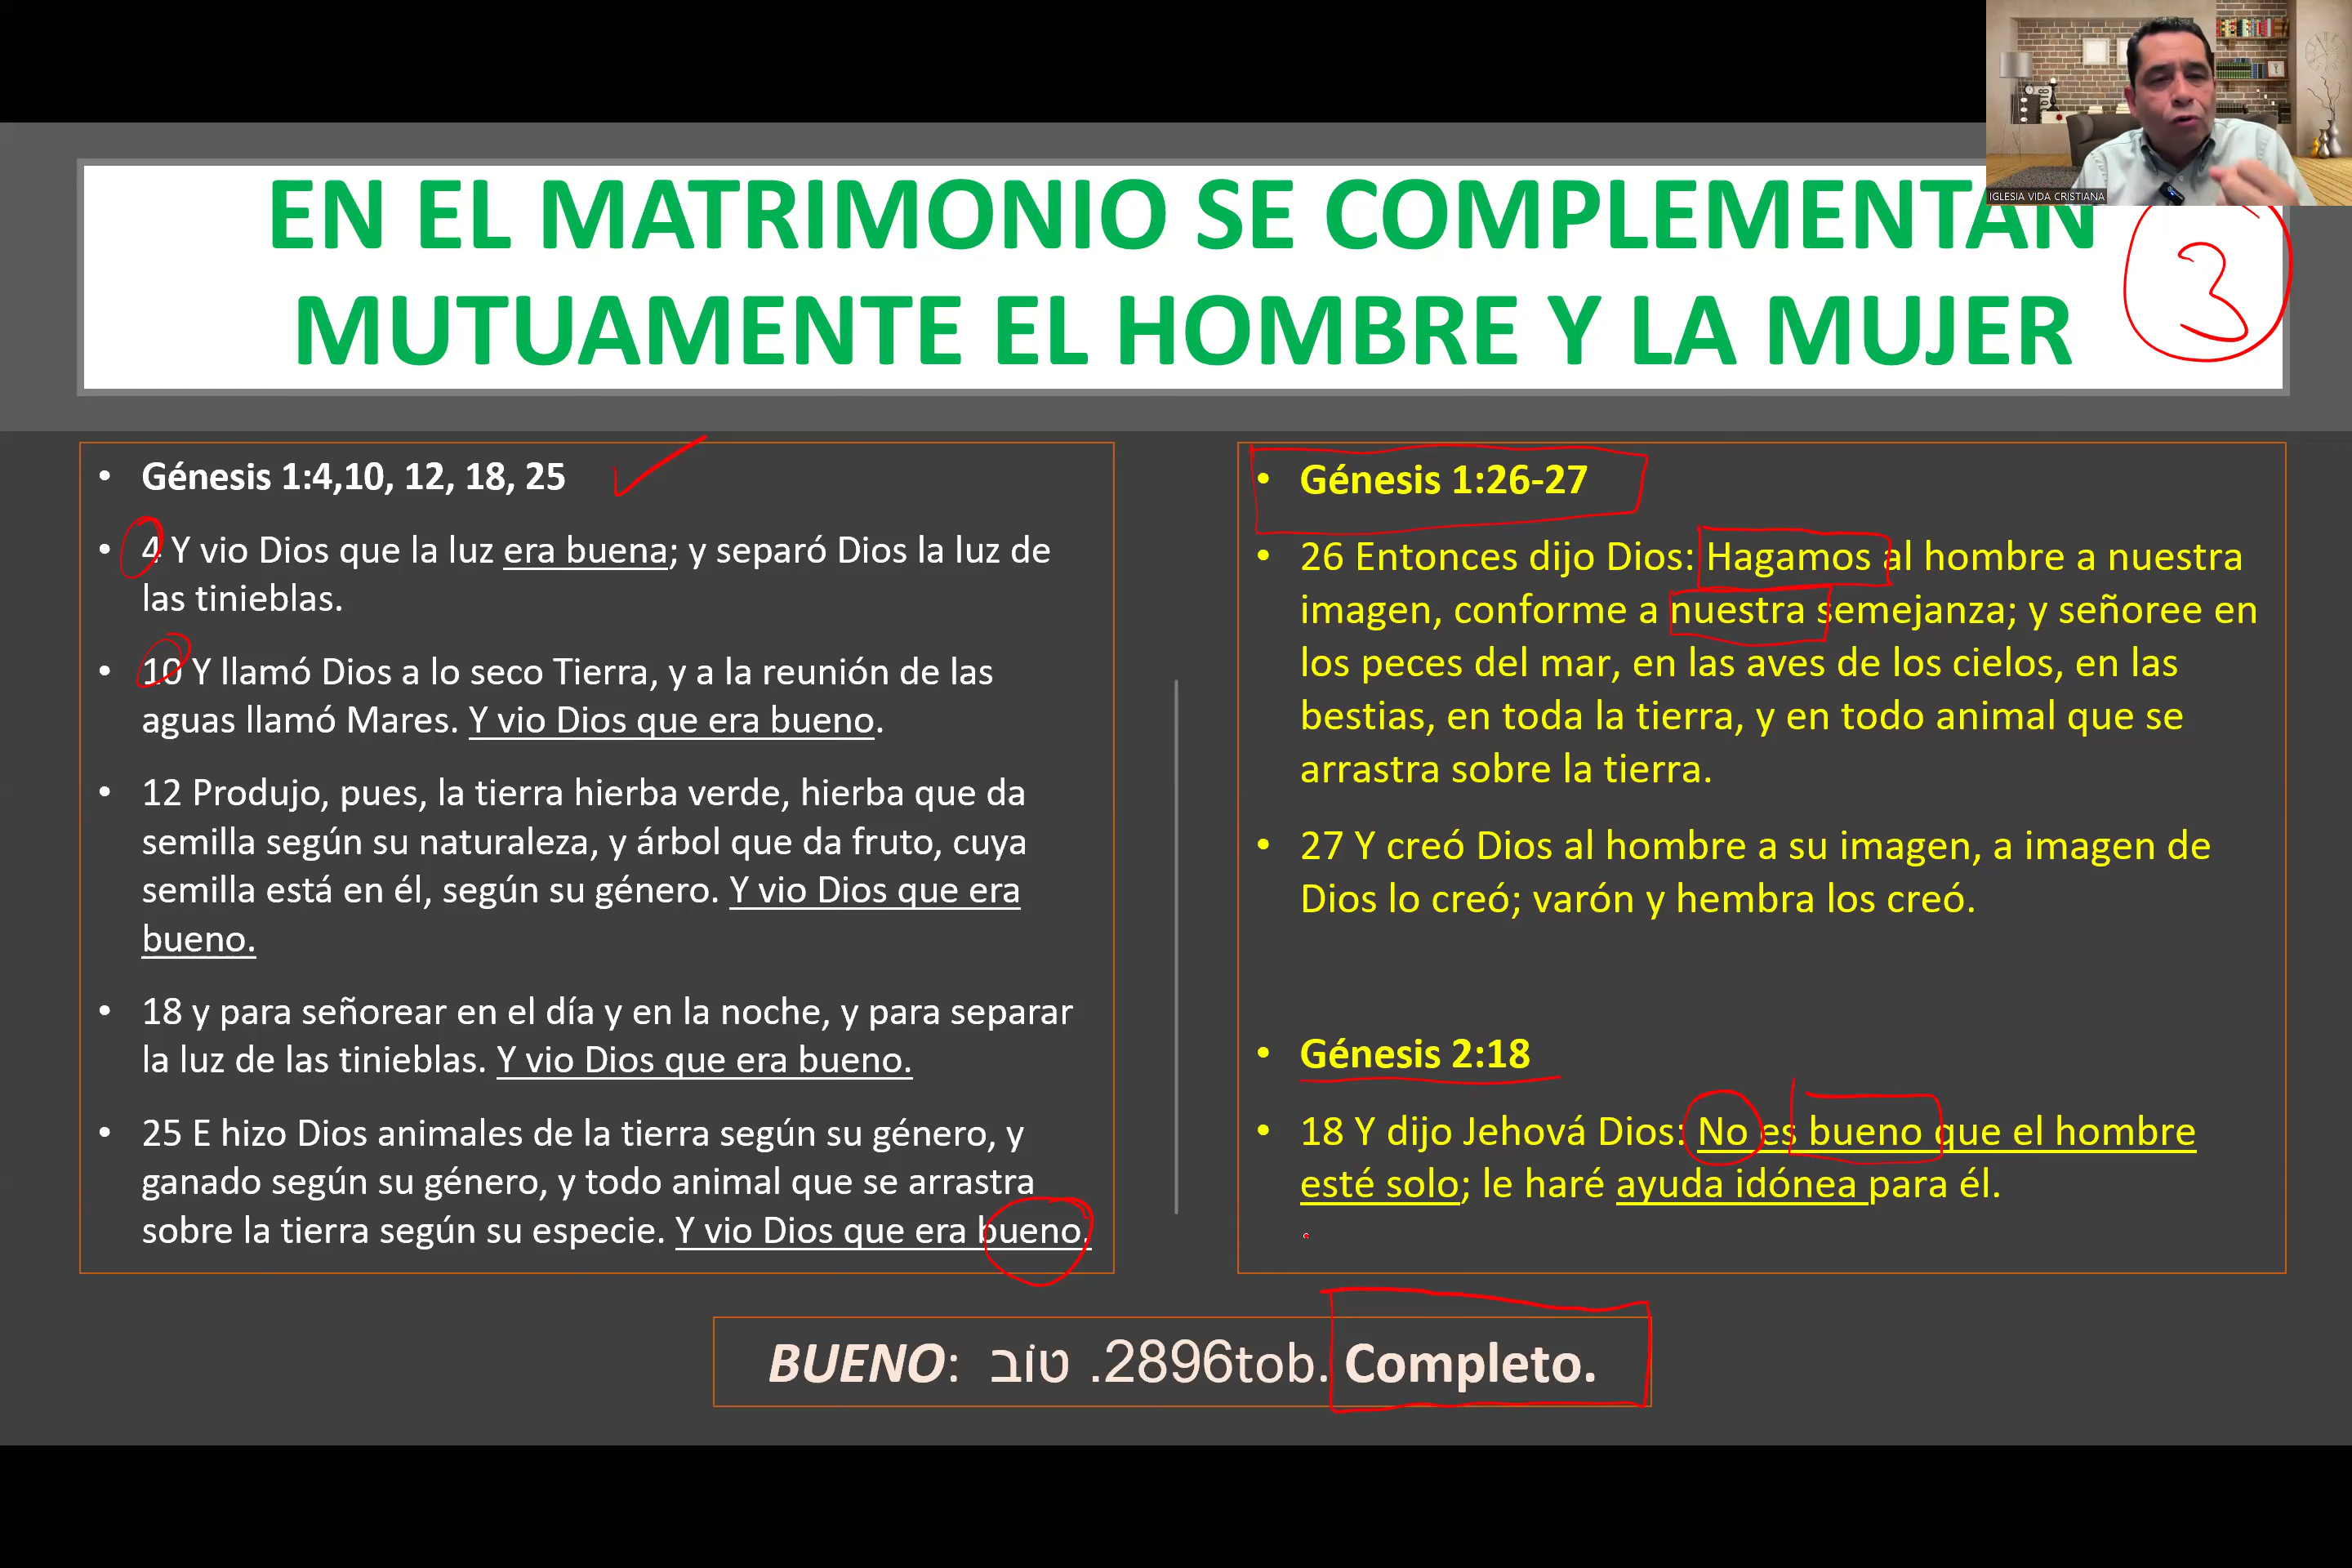 IGLESIA VIDA CRISTIANA
EN EL MATRIMONIO SE COMPLEMENTAN
MUTUAMENTE EL HOMBRE Y LA MUJER
3
• Génesis 1:4,10, 12, 18, 25
• 4 Y vio Dios que la luz era buena; y separó Dios la luz de
las tinieblas.
• 10 Y llamó Dios a lo seco Tierra, y a la reunión de las
aguas llamó Mares. Y vio Dios que era bueno.
• 12 Produjo, pues, la tierra hierba verde, hierba que da
semilla según su naturaleza, y árbol que da fruto, cuya
semilla está en él, según su género. Y vio Dios que era
bueno.
• 18 y para señorear en el día y en la noche, y para separar
la luz de las tinieblas. Y vio Dios que era bueno.
• 25 E hizo Dios animales de la tierra según su género, y
ganado según su género, y todo animal que se arrastra
sobre la tierra según su especie. Y vio Dios que era bueno.
• Génesis 1:26-27
• 26 Entonces dijo Dios: Hagamos al hombre a nuestra
imagen, conforme a nuestra semejanza; y señoree en
los peces del mar, en las aves de los cielos, en las
bestias, en toda la tierra, y en todo animal que se
arrastra sobre la tierra.
• 27 Y creó Dios al hombre a su imagen, a imagen de
Dios lo creó; varón y hembra los creó.
• Génesis 2:18
• 18 Y dijo Jehová Dios: No es bueno que el hombre
esté solo; le haré ayuda idónea para él.
BUENO: טוֹב .2896tob. Completo.